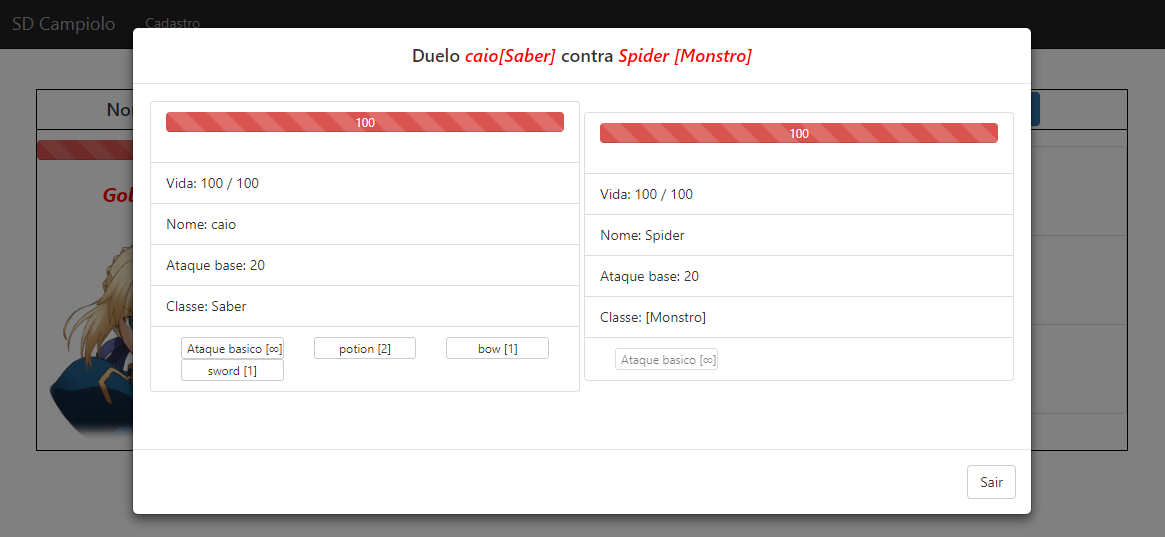 SD Campiolo Cadastro
Duelo caio[Saber] contra Spider [Monstro]
100
Vida: 100 / 100
Nome: caio
Ataque base: 20
Classe: Saber
Ataque basico [∞] potion [2] bow [1]
sword [1]
100
Vida: 100 / 100
Nome: Spider
Ataque base: 20
Classe: [Monstro]
Ataque basico [∞]
Sair